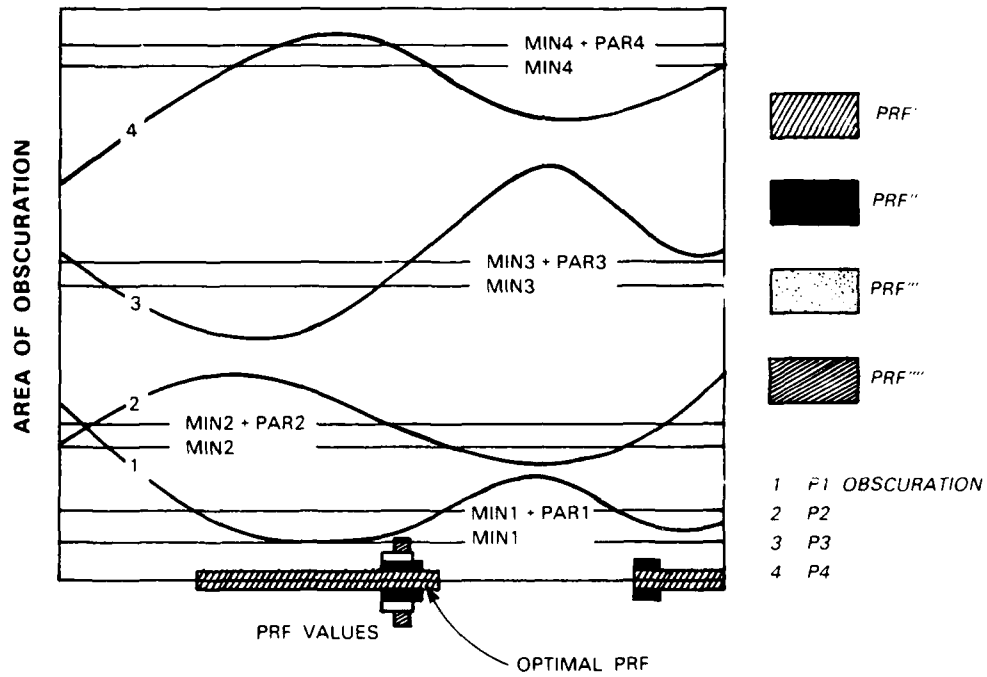 MIN4 + PAR4
MIN4
4
AREA OF OBSCURATION
MIN3 + PAR3
MIN3
3
2
MIN2 + PAR2
MIN2
1
MIN1 + PAR1
MIN1
PRF VALUES
OPTIMAL PRF
PRF'
PRF''
PRF'''
PRF''''
1 P1 OBSCURATION
2 P2
3 P3
4 P4